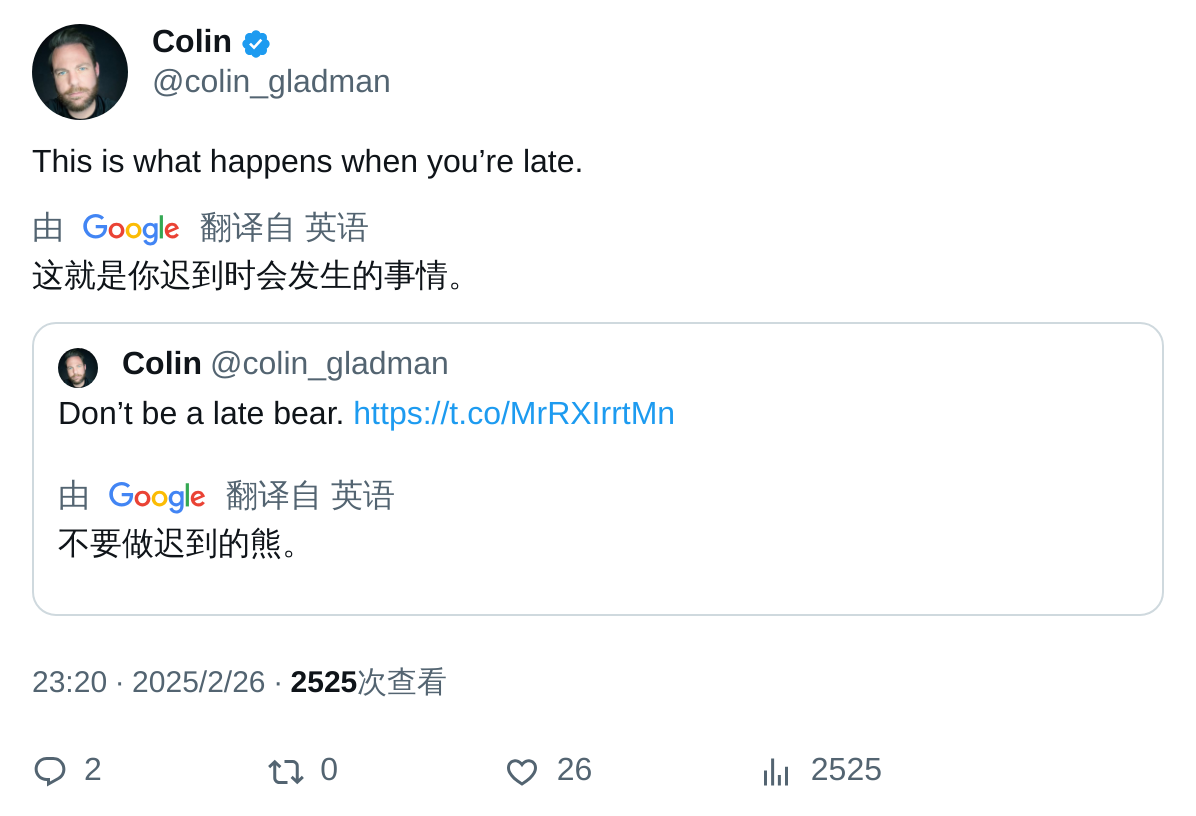 Colin
@colin_gladman
This is what happens when you’re late.
由 Google 翻译自 英语
这就是你迟到时会发生的事情。
Colin @colin_gladman
Don’t be a late bear. https://t.co/MrRXIrrtMn
由 Google 翻译自 英语
不要做迟到的熊。
23:20 · 2025/2/26 · 2525次查看
2 0 26 2525